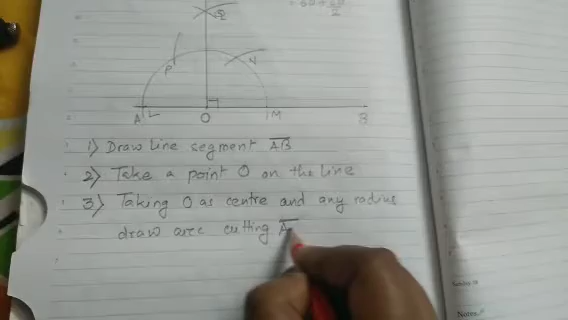 Q
P
N
A L O M B
1) Draw line segment AB
2) Take a point O on the line
3) Taking O as centre and any radius
draw arc cutting A
Notes